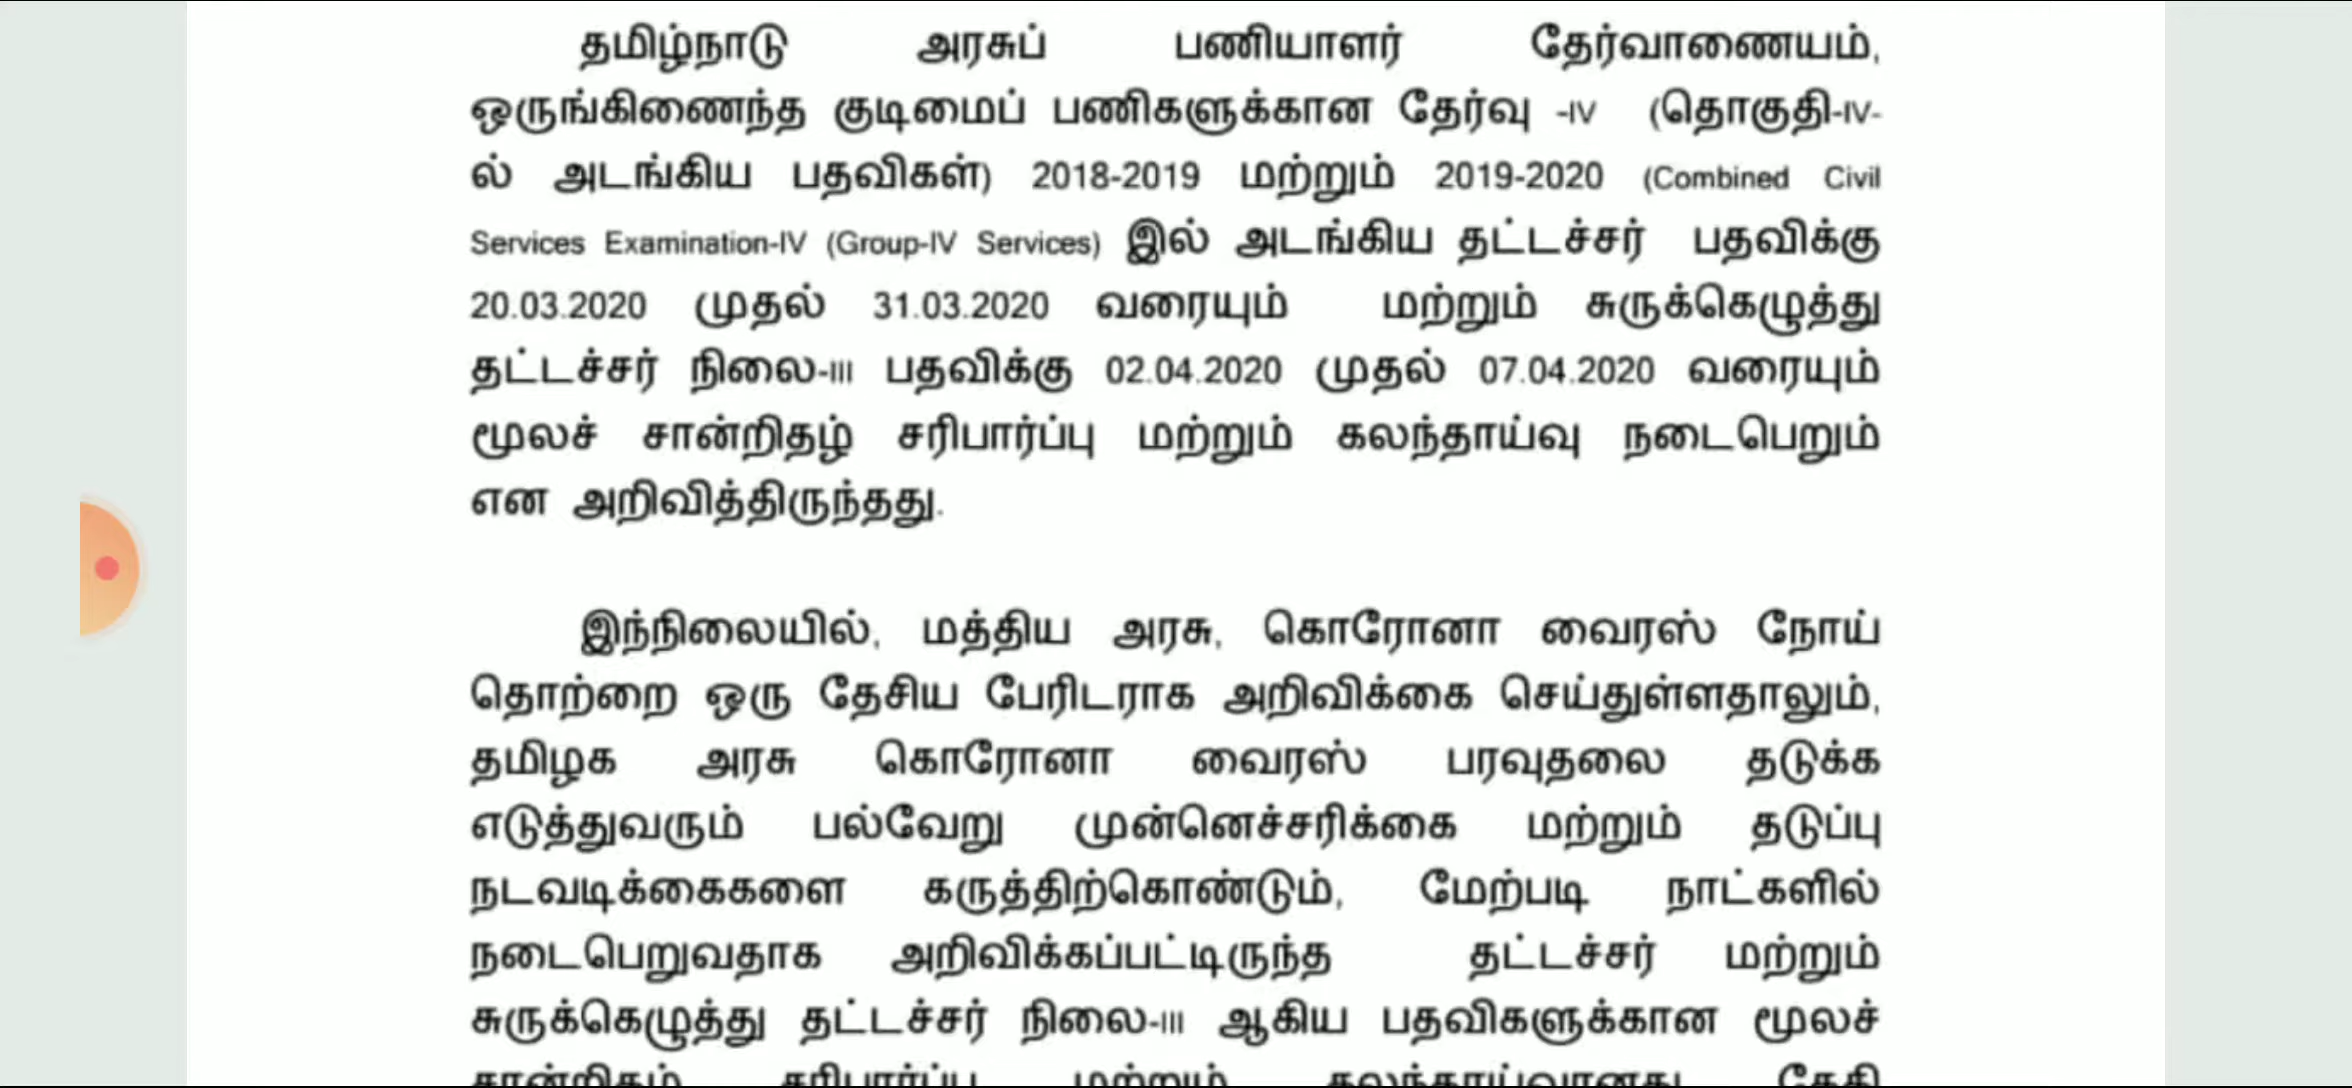 தமிழ்நாடு அரசுப் பணியாளர் தேர்வாணையம்,
ஒருங்கிணைந்த குடிமைப் பணிகளுக்கான தேர்வு -IV (தொகுதி-IV-
ல் அடங்கிய பதவிகள்) 2018-2019 மற்றும் 2019-2020 (Combined Civil
Services Examination-IV (Group-IV Services) இல் அடங்கிய தட்டச்சர் பதவிக்கு
20.03.2020 முதல் 31.03.2020 வரையும் மற்றும் சுருக்கெழுத்து
தட்டச்சர் நிலை-III பதவிக்கு 02.04.2020 முதல் 07.04.2020 வரையும்
மூலச் சான்றிதழ் சரிபார்ப்பு மற்றும் கலந்தாய்வு நடைபெறும்
என அறிவித்திருந்தது.
இந்நிலையில், மத்திய அரசு, கொரோனா வைரஸ் நோய்
தொற்றை ஒரு தேசிய பேரிடராக அறிவிக்கை செய்துள்ளதாலும்,
தமிழக அரசு கொரோனா வைரஸ் பரவுதலை தடுக்க
எடுத்துவரும் பல்வேறு முன்னெச்சரிக்கை மற்றும் தடுப்பு
நடவடிக்கைகளை கருத்திற்கொண்டும், மேற்படி நாட்களில்
நடைபெறுவதாக அறிவிக்கப்பட்டிருந்த தட்டச்சர் மற்றும்
சுருக்கெழுத்து தட்டச்சர் நிலை-III ஆகிய பதவிகளுக்கான மூலச்
சான்றிதழ் சரிபார்ப்பு மற்றும் கலந்தாய்வானது தேதி